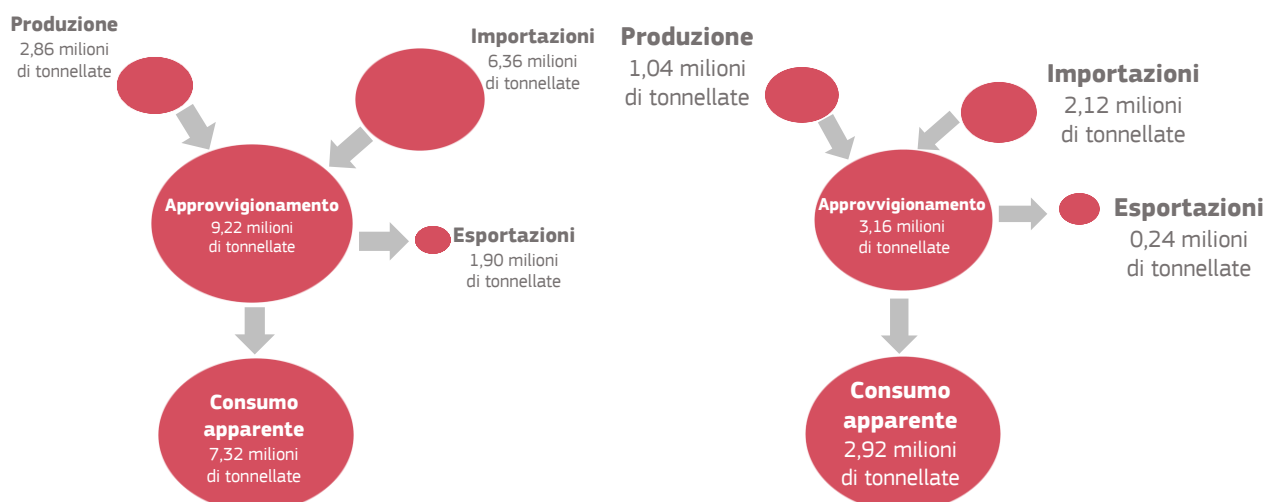 Produzione
2,86 milioni
di tonnellate
Importazioni
6,36 milioni
di tonnellate
Approvvigionamento
9,22 milioni
di tonnellate
Esportazioni
1,90 milioni
di tonnellate
Consumo
apparente
7,32 milioni
di tonnellate
Produzione
1,04 milioni
di tonnellate
Importazioni
2,12 milioni
di tonnellate
Approvvigionamento
3,16 milioni
di tonnellate
Esportazioni
0,24 milioni
di tonnellate
Consumo
apparente
2,92 milioni
di tonnellate